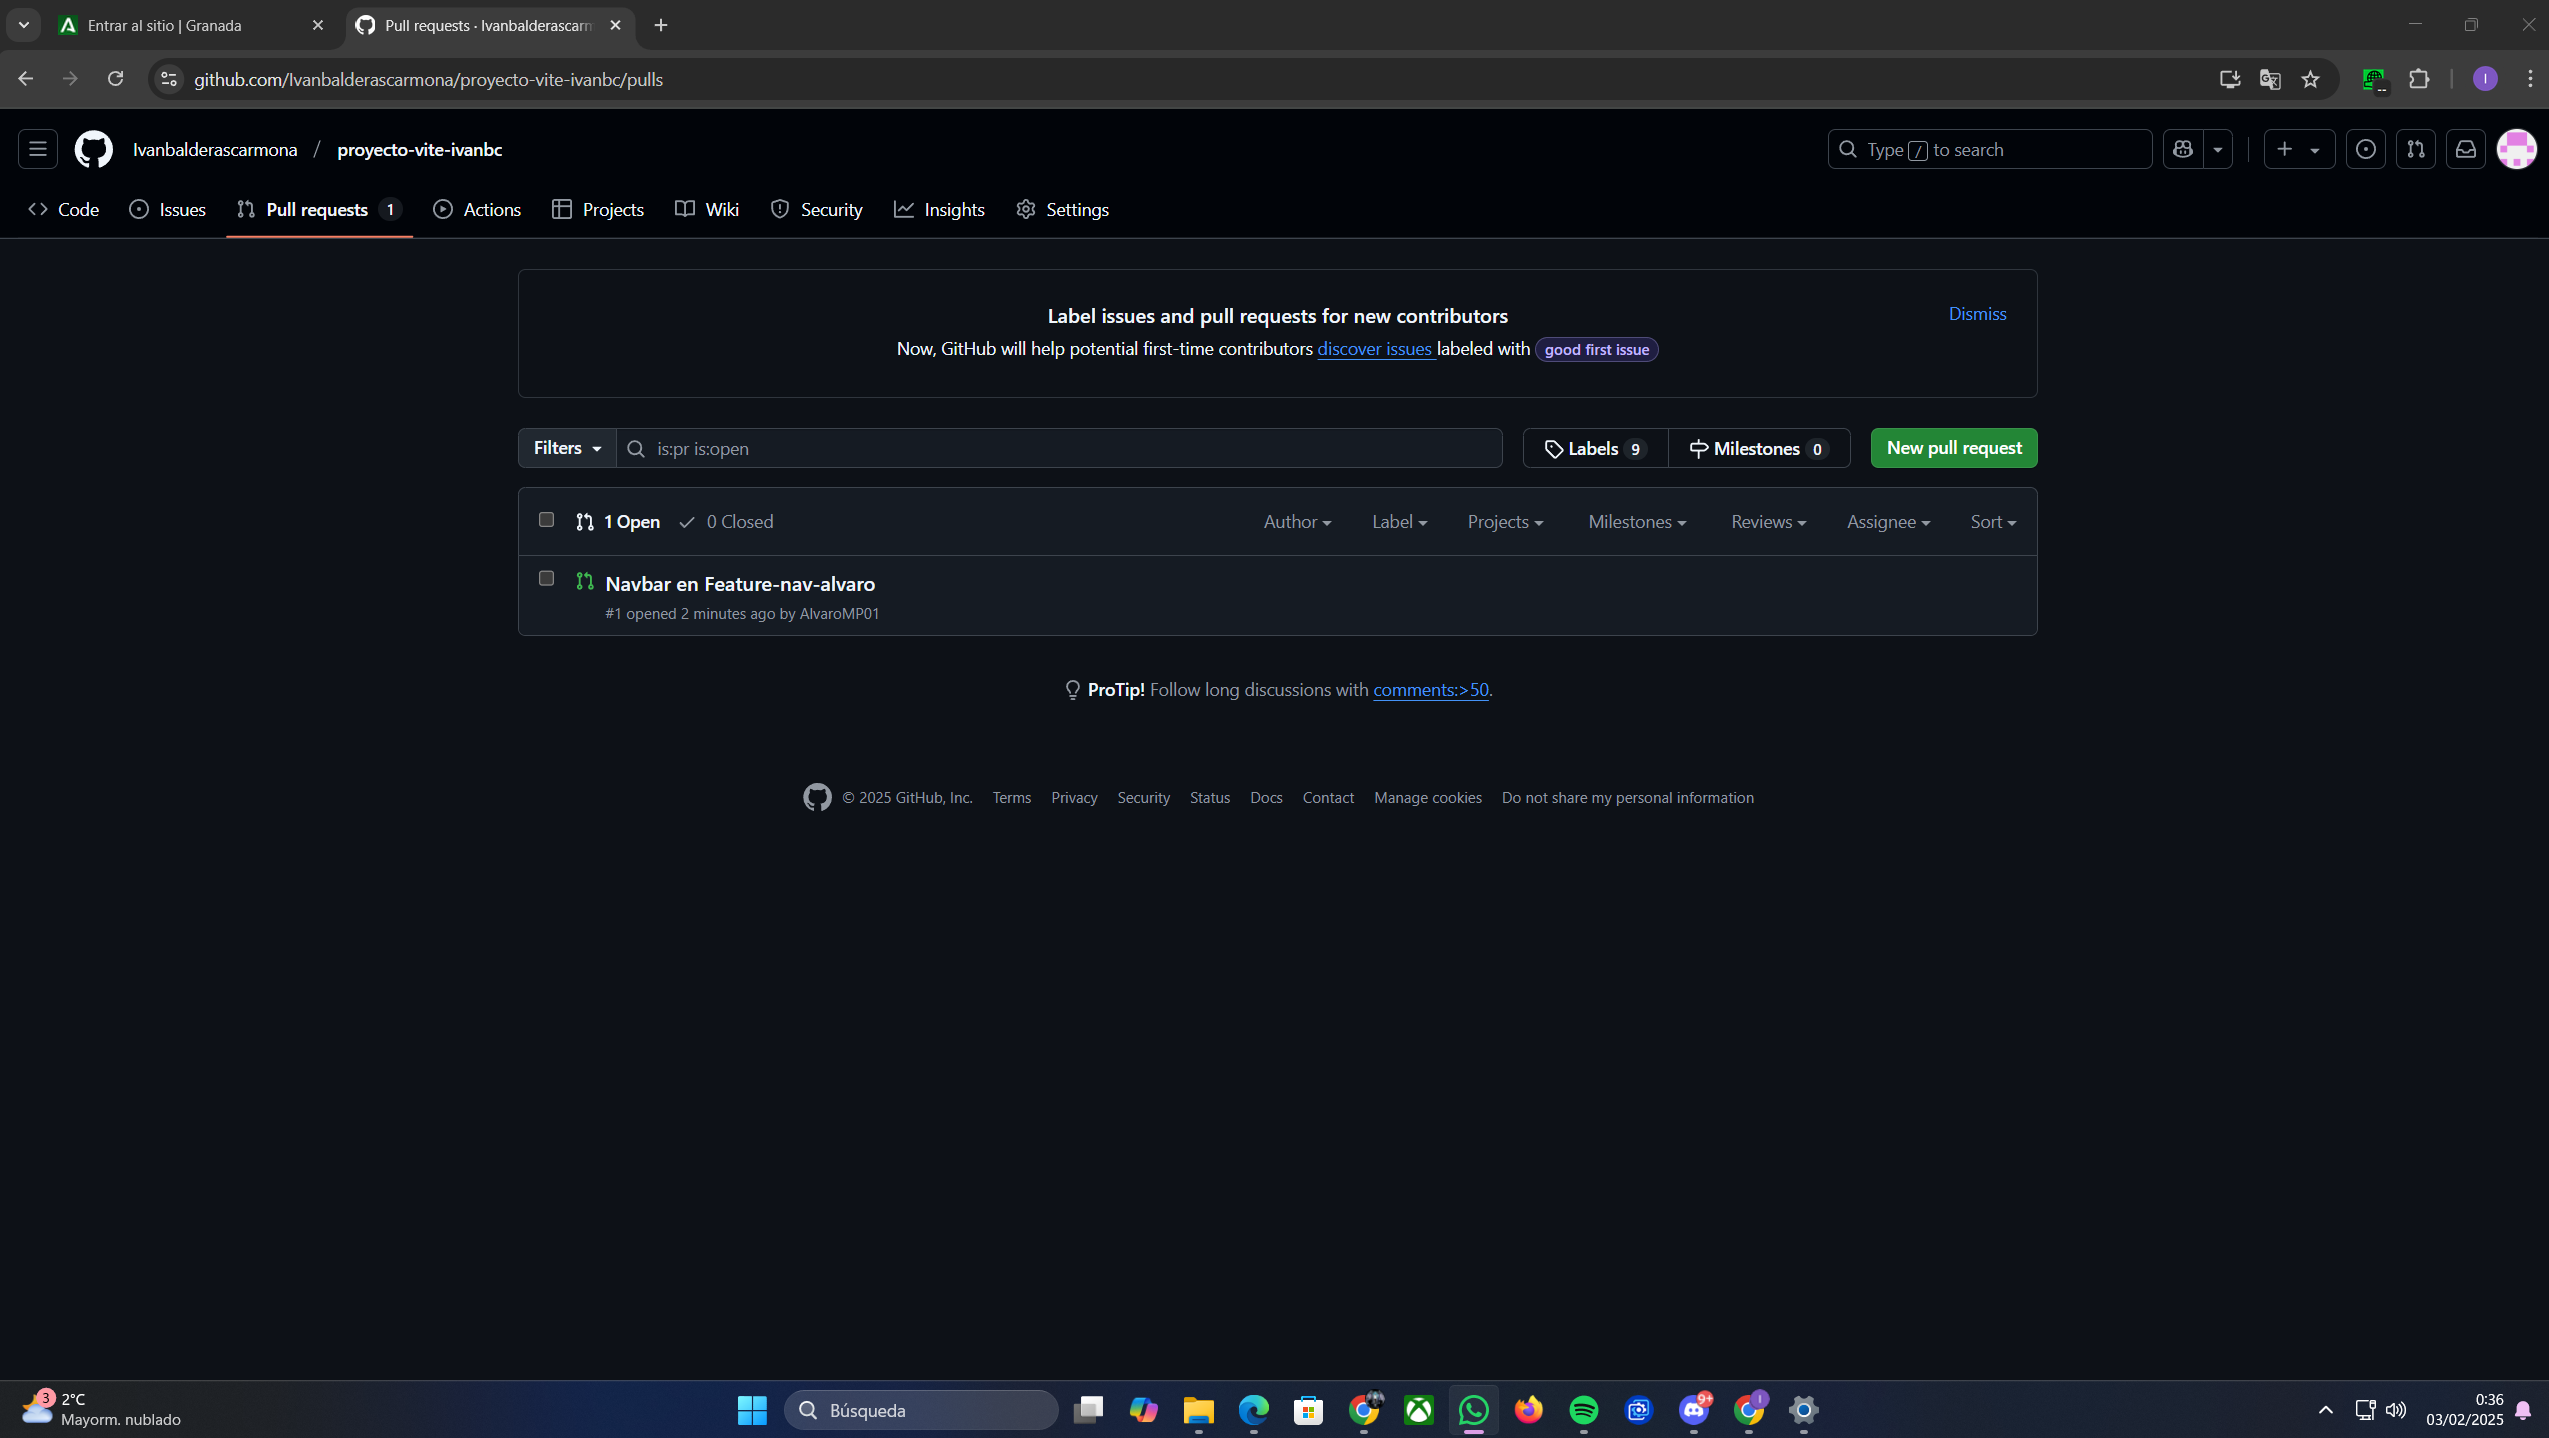 Entrar al sitio | Granada
Pull requests · Ivanbalderascarm
github.com/Ivanbalderascarmona/proyecto-vite-ivanbc/pulls
I
Ivanbalderascarmona / proyecto-vite-ivanbc
Type / to search
Code
Issues
Pull requests 1
Actions
Projects
Wiki
Security
Insights
Settings
Label issues and pull requests for new contributors
Dismiss
Now, GitHub will help potential first-time contributors discover issues labeled with good first issue
Filters
is:pr is:open
Labels 9
Milestones 0
New pull request
1 Open
0 Closed
Author
Label
Projects
Milestones
Reviews
Assignee
Sort
Navbar en Feature-nav-alvaro
#1 opened 2 minutes ago by AlvaroMP01
ProTip! Follow long discussions with comments:>50.
© 2025 GitHub, Inc.
Terms
Privacy
Security
Status
Docs
Contact
Manage cookies
Do not share my personal information
3
2°C
Mayorm. nublado
Búsqueda
9+
I
0:36
03/02/2025